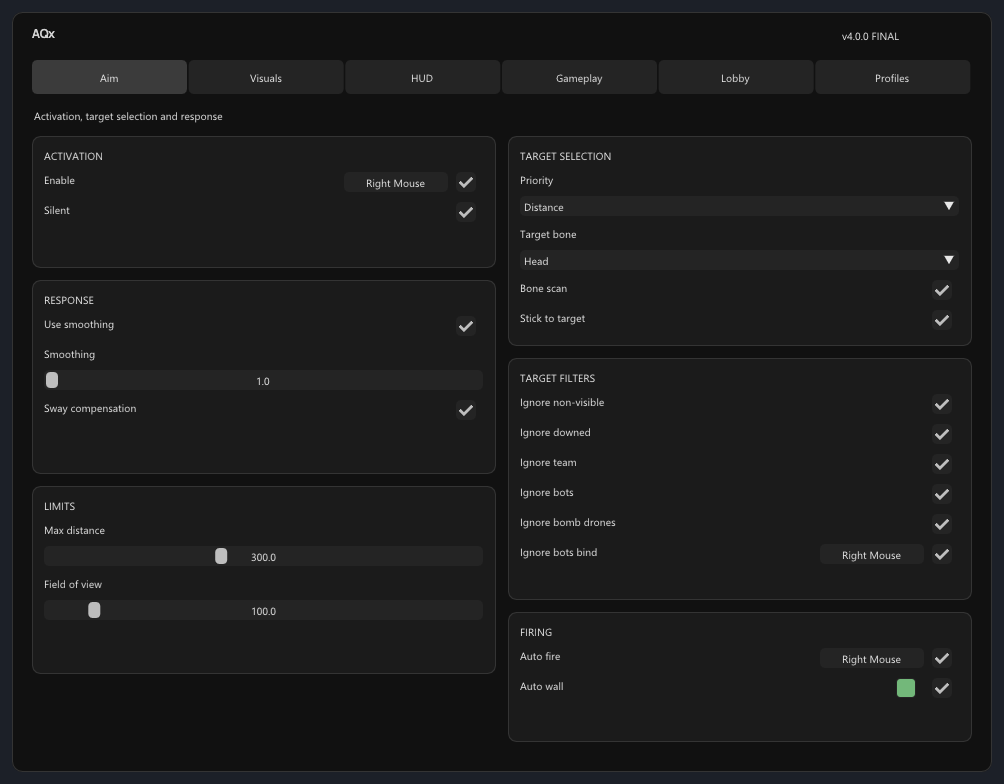 AQx
v4.0.0 FINAL
Aim
Visuals
HUD
Gameplay
Lobby
Profiles
Activation, target selection and response
ACTIVATION
Enable
Right Mouse
Silent
RESPONSE
Use smoothing
Smoothing
1.0
Sway compensation
LIMITS
Max distance
300.0
Field of view
100.0
TARGET SELECTION
Priority
Distance
Target bone
Head
Bone scan
Stick to target
TARGET FILTERS
Ignore non-visible
Ignore downed
Ignore team
Ignore bots
Ignore bomb drones
Ignore bots bind
Right Mouse
FIRING
Auto fire
Right Mouse
Auto wall